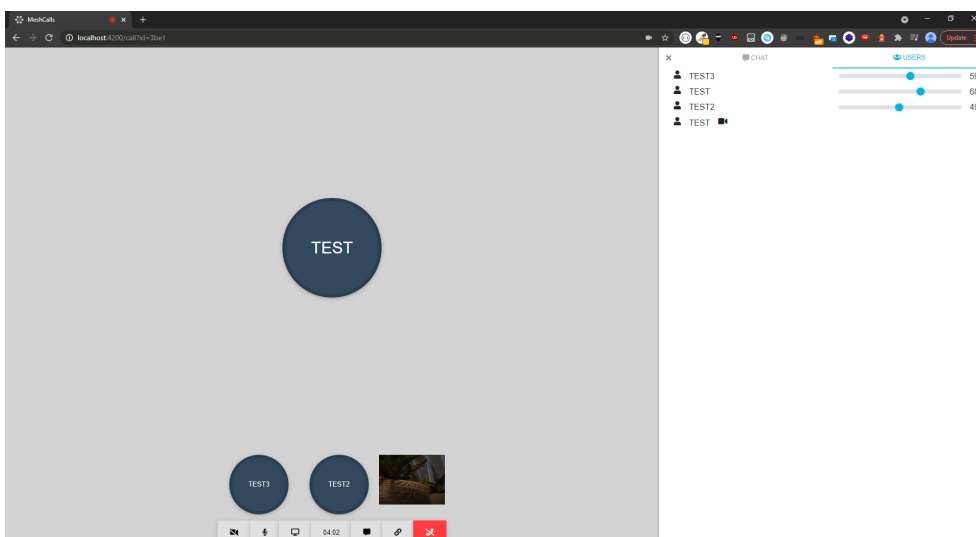 MeshCalls
localhost:4200/call?id=3be1
Update
CHAT
USERS
TEST3
TEST
TEST2
TEST
TEST
TEST3
TEST2
04:02